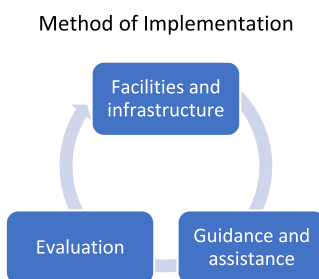 Method of Implementation
Facilities and
infrastructure
Guidance and
assistance
Evaluation